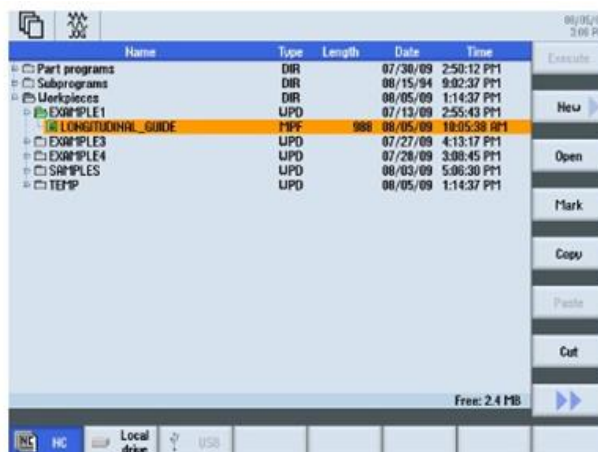 JOG
Name Type Length Date Time
Execute
Part programs DIR 07/30/09 2:50:12 PM
Subprograms DIR 08/15/94 9:02:37 PM
Workpieces DIR 08/05/09 1:14:37 PM
New
EXAMPLE1 WPD 07/13/09 2:55:43 PM
LONGITUDINAL_GUIDE MPF 988 08/05/09 10:05:38 AM
EXAMPLE3 WPD 07/27/09 4:13:17 PM
EXAMPLE4 WPD 07/28/09 3:08:45 PM
Open
SAMPLES WPD 08/03/09 5:06:30 PM
TEMP WPD 08/05/09 1:14:37 PM
Mark
Copy
Paste
Cut
Free: 2.4 MB
NC NC Local drive USB